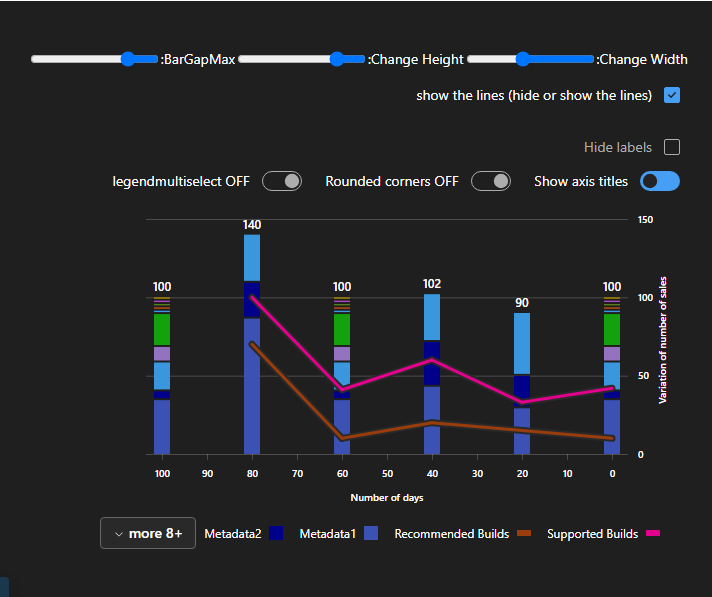 :BarGapMax :Change Height :Change Width
show the lines (hide or show the lines)
Hide labels
legendmultiselect OFF Rounded corners OFF Show axis titles
150
140
100 100 102 90 100
100
50
0
Variation of number of sales
100 90 80 70 60 50 40 30 20 10 0
Number of days
more 8+ Metadata2 Metadata1 Recommended Builds Supported Builds